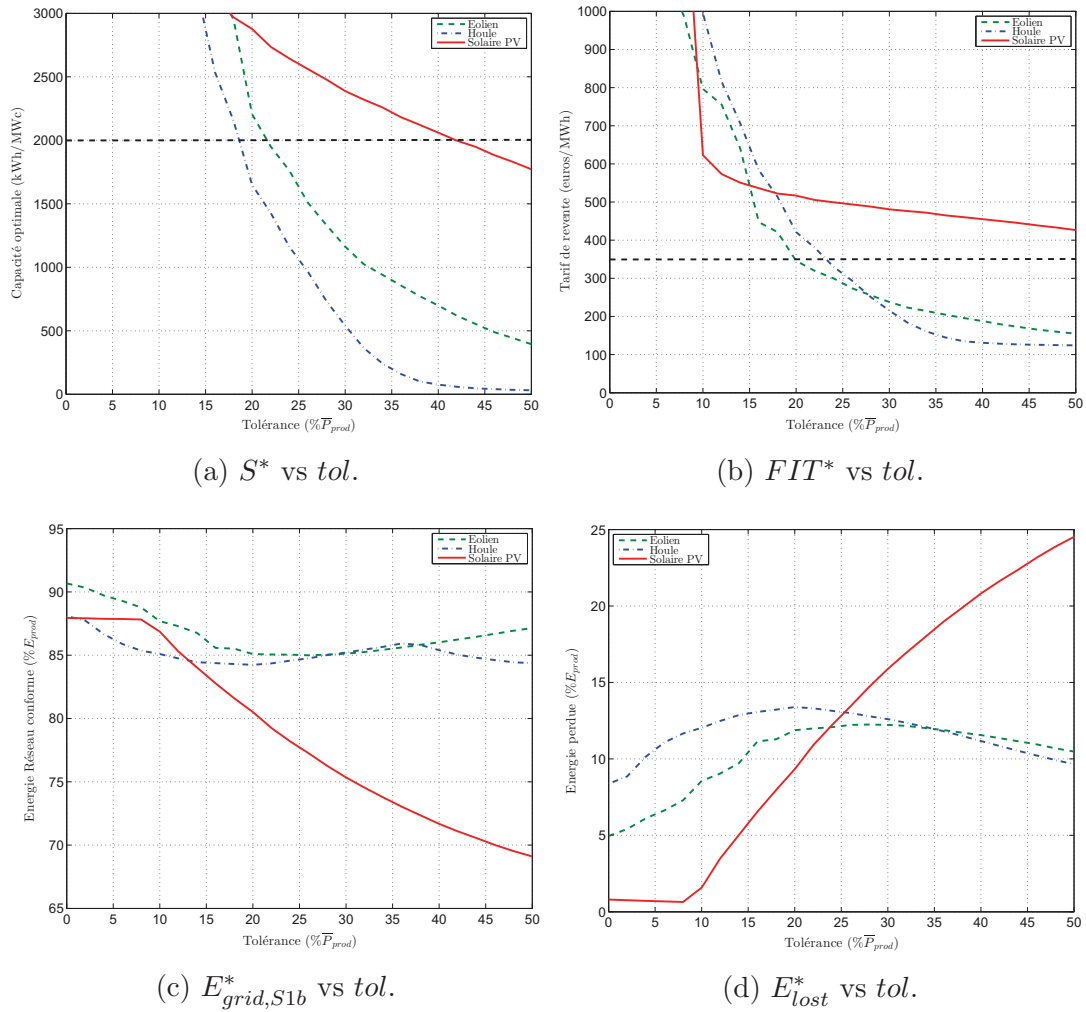 Capacité optimale (kWh/MWc)
3000
2500
2000
1500
1000
500
0
0 5 10 15 20 25 30 35 40 45 50
Tolérance (%P̅prod)
Eolien
Houle
Solaire PV
(a) S* vs tol.
Tarif de revente (euros/MWh)
1000
900
800
700
600
500
400
300
200
100
0
0 5 10 15 20 25 30 35 40 45 50
Tolérance (%P̅prod)
Eolien
Houle
Solaire PV
(b) FIT* vs tol.
Energie Réseau conforme (%Eprod)
95
90
85
80
75
70
65
0 5 10 15 20 25 30 35 40 45 50
Tolérance (%P̅prod)
Eolien
Houle
Solaire PV
(c) E*grid,S1b vs tol.
Energie perdue (%Eprod)
25
20
15
10
5
0
0 5 10 15 20 25 30 35 40 45 50
Tolérance (%P̅prod)
Eolien
Houle
Solaire PV
(d) E*lost vs tol.